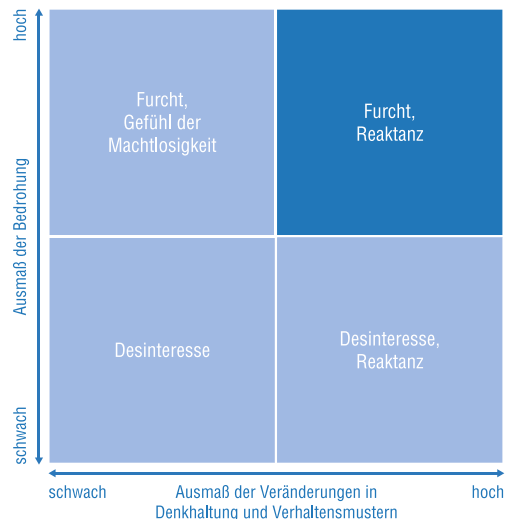 hoch
Ausmaß der Bedrohung
schwach
Furcht,
Gefühl der
Machtlosigkeit
Furcht,
Reaktanz
Desinteresse
Desinteresse,
Reaktanz
schwach
Ausmaß der Veränderungen in
Denkhaltung und Verhaltensmustern
hoch